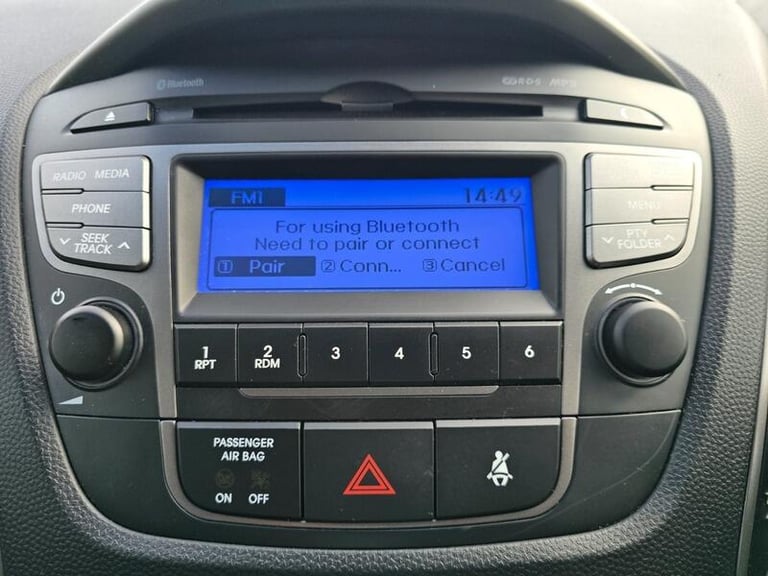 Bluetooth
RDS MP3
RADIO MEDIA
PHONE
SEEK
TRACK
FM1 14:49
For using Bluetooth
Need to pair or connect
1 Pair 2 Conn... 3 Cancel
MENU
PTY
FOLDER
1 2 3 4 5 6
RPT RDM
PASSENGER
AIR BAG
ON OFF